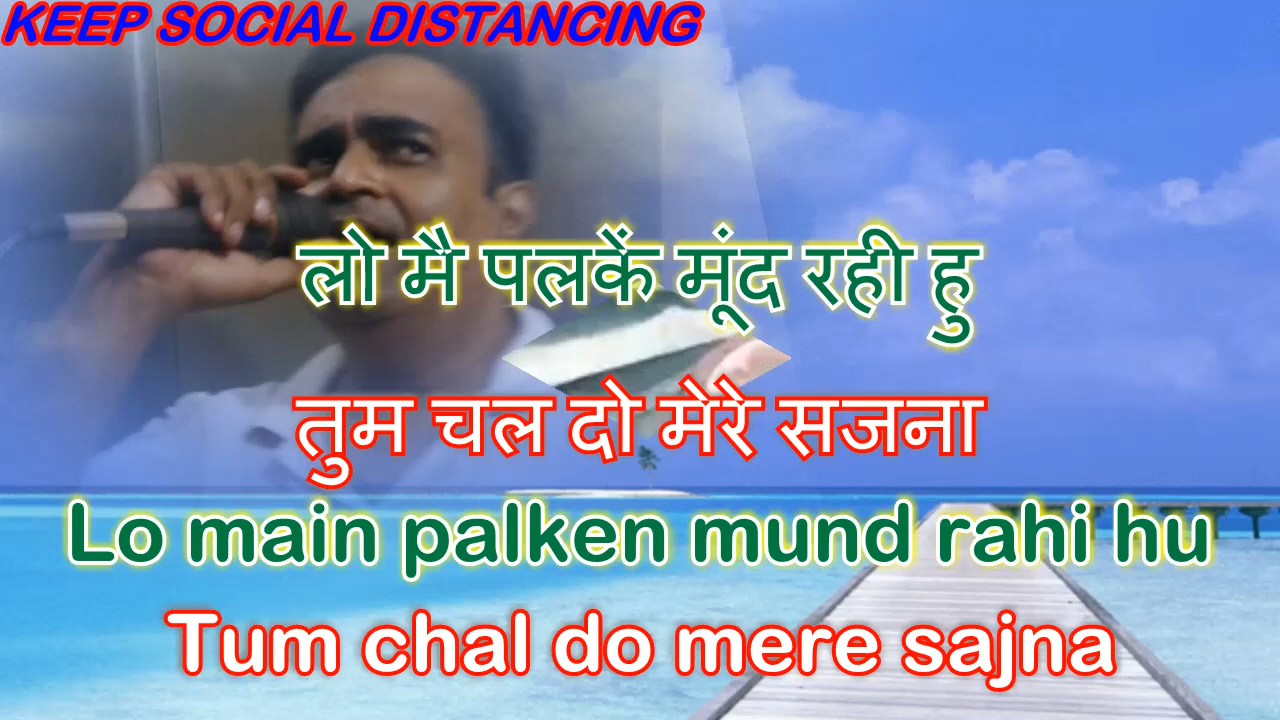 KEEP SOCIAL DISTANCING
लो मै पलकें मूंद रही हु
तुम चल दो मेरे सजना
Lo main palken mund rahi hu
Tum chal do mere sajna